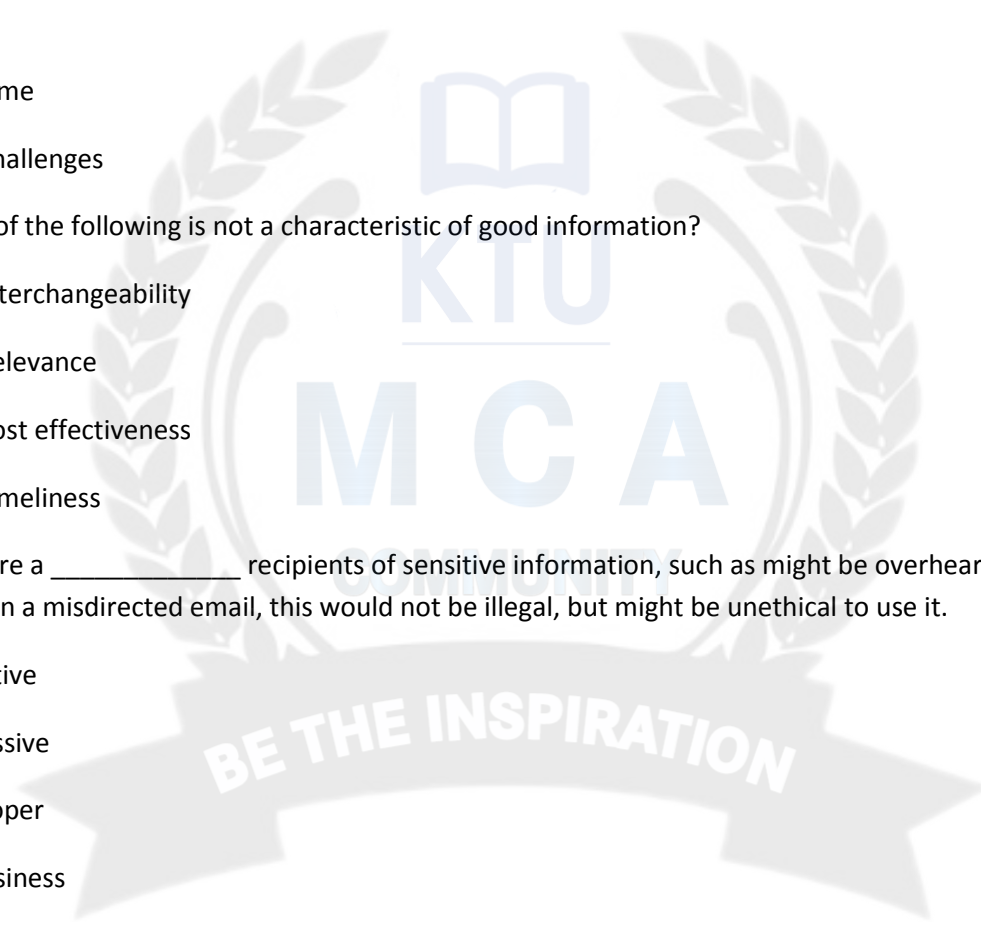 me
hallenges
of the following is not a characteristic of good information?
terchangeability
elevance
ost effectiveness
meliness
re a _____________ recipients of sensitive information, such as might be overhear
n a misdirected email, this would not be illegal, but might be unethical to use it.
tive
ssive
oper
siness
KTU
MCA
COMMUNITY
BE THE INSPIRATION